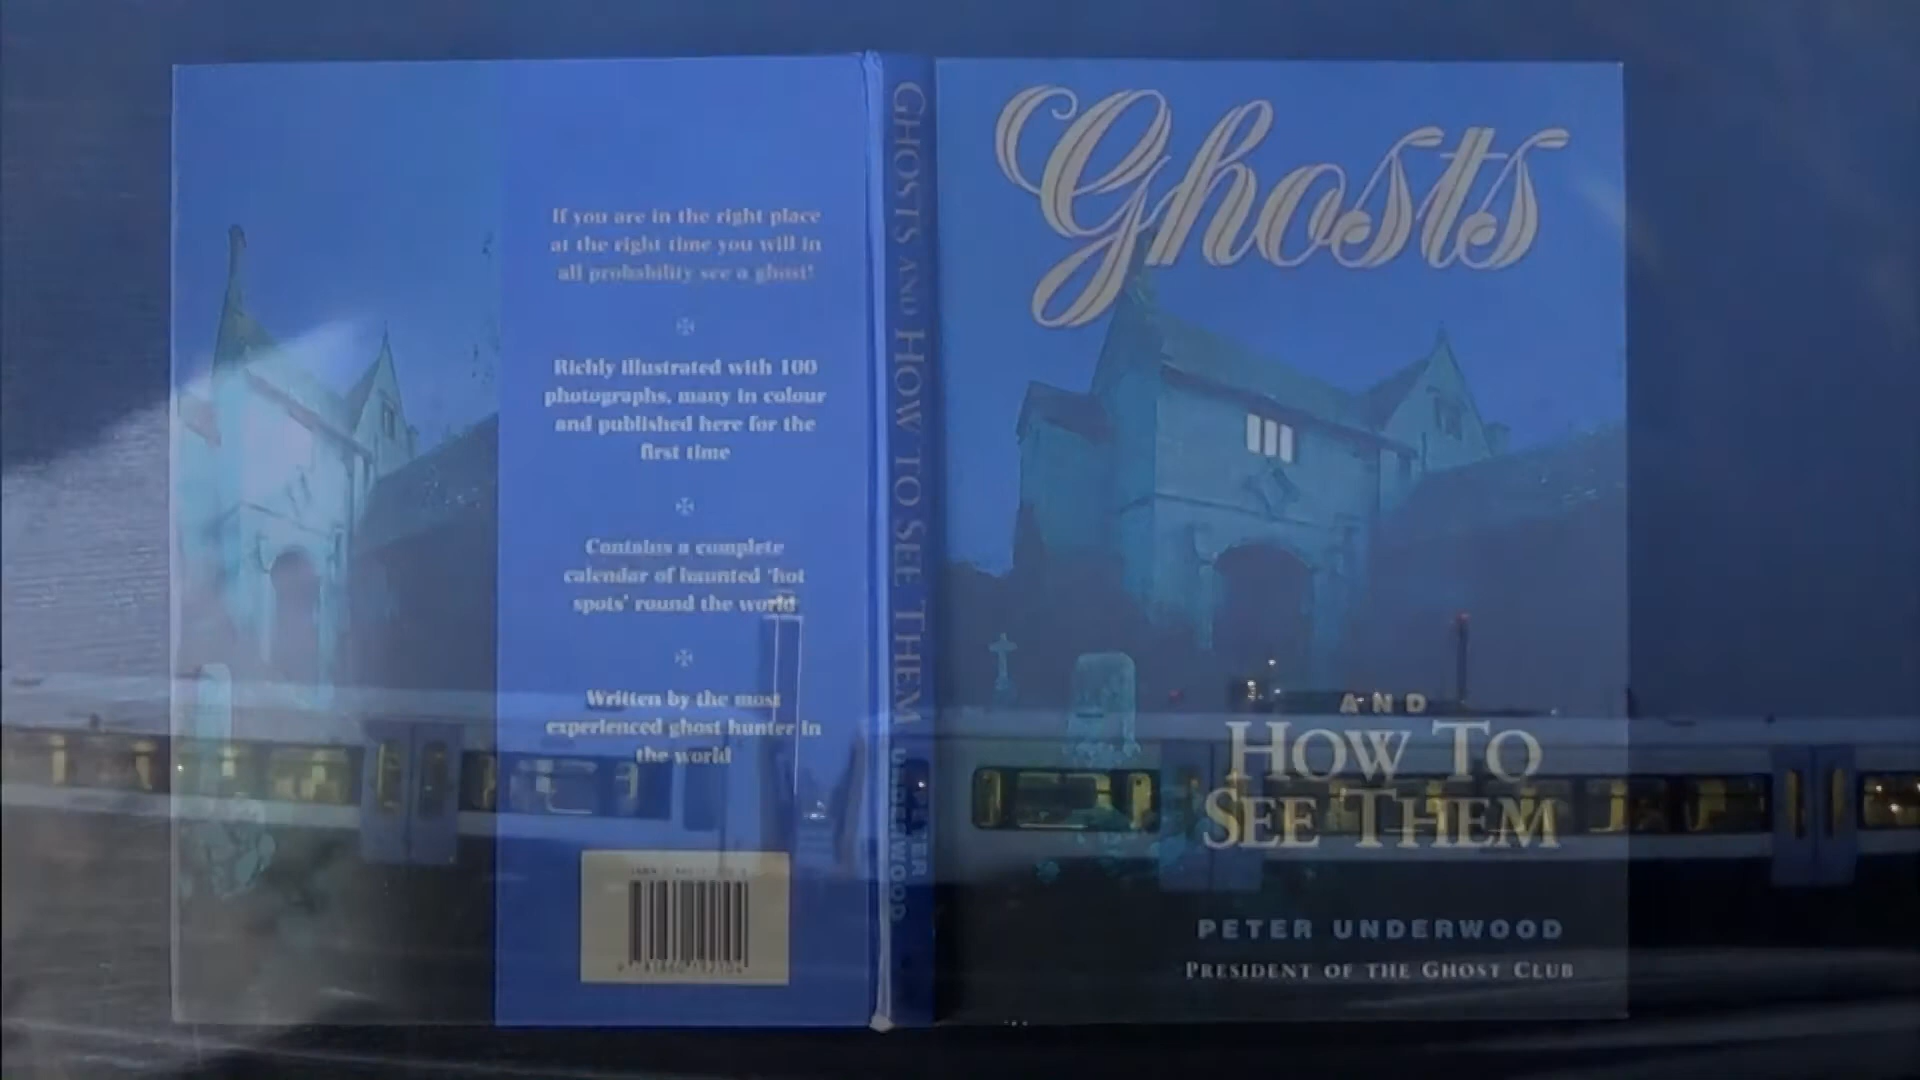 If you are in the right place
at the right time you will in
all probability see a ghost!
Richly illustrated with 100
photographs, many in colour
and published here for the
first time
Contains a complete
calendar of haunted 'hot
spots' round the world
Written by the most
experienced ghost hunter in
the world
GHOSTS AND HOW TO SEE THEM PETER UNDERWOOD
Ghosts
AND
HOW TO
SEE THEM
PETER UNDERWOOD
PRESIDENT OF THE GHOST CLUB